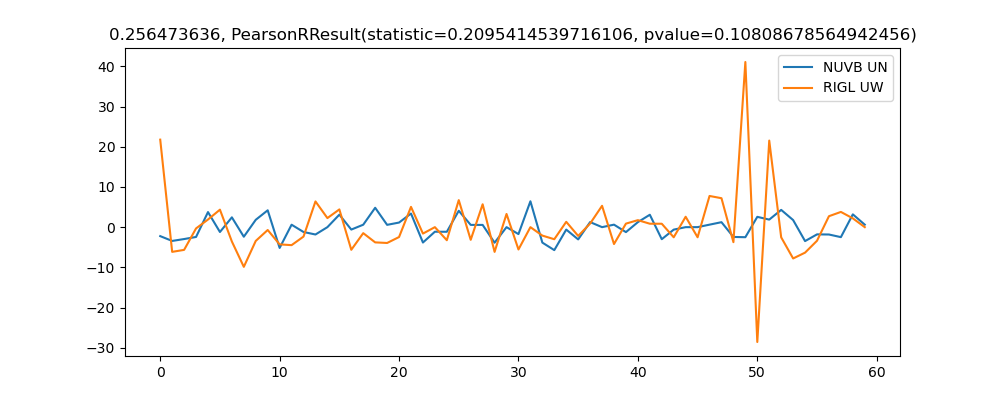 0.256473636, PearsonRResult(statistic=0.2095414539716106, pvalue=0.10808678564942456)
NUVB UN
RIGL UW
40
30
20
10
0
−10
−20
−30
0 10 20 30 40 50 60